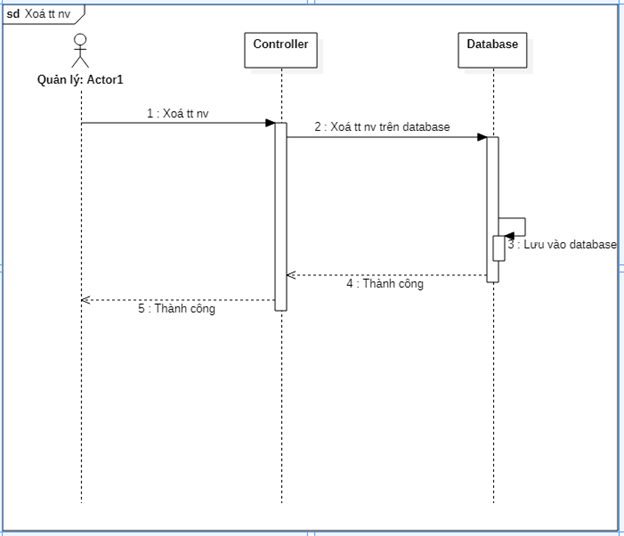 sd Xoá tt nv
Controller
Database
Quản lý: Actor1
1 : Xoá tt nv
2 : Xoá tt nv trên database
3 : Lưu vào database
4 : Thành công
5 : Thành công